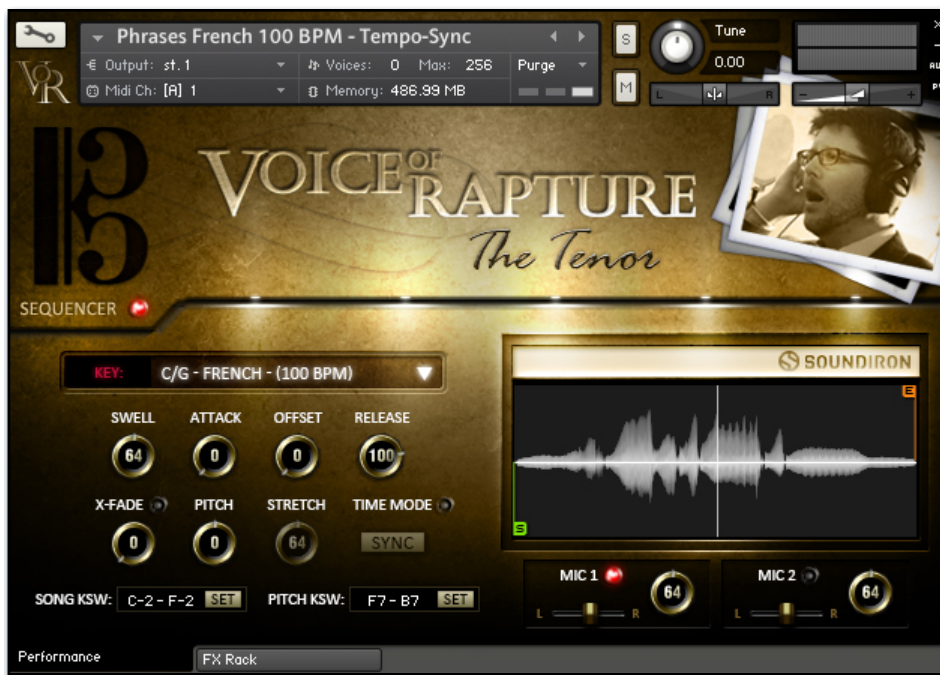 Phrases French 100 BPM - Tempo-Sync
Output: st.1
Voices: 0 Max: 256
Purge
Midi Ch: [A] 1
Memory: 486.99 MB
S
M
Tune
0.00
L R
- +
VOR
VOICE OF RAPTURE
The Tenor
SEQUENCER
KEY: C/G - FRENCH - (100 BPM)
SWELL ATTACK OFFSET RELEASE
64 0 0 100
X-FADE PITCH STRETCH TIME MODE
0 0 64 SYNC
SONG KSW: C-2 - F-2 SET PITCH KSW: F7 - B7 SET
SOUNDIRON
E
S
MIC 1 64
L R
MIC 2 64
L R
Performance
FX Rack